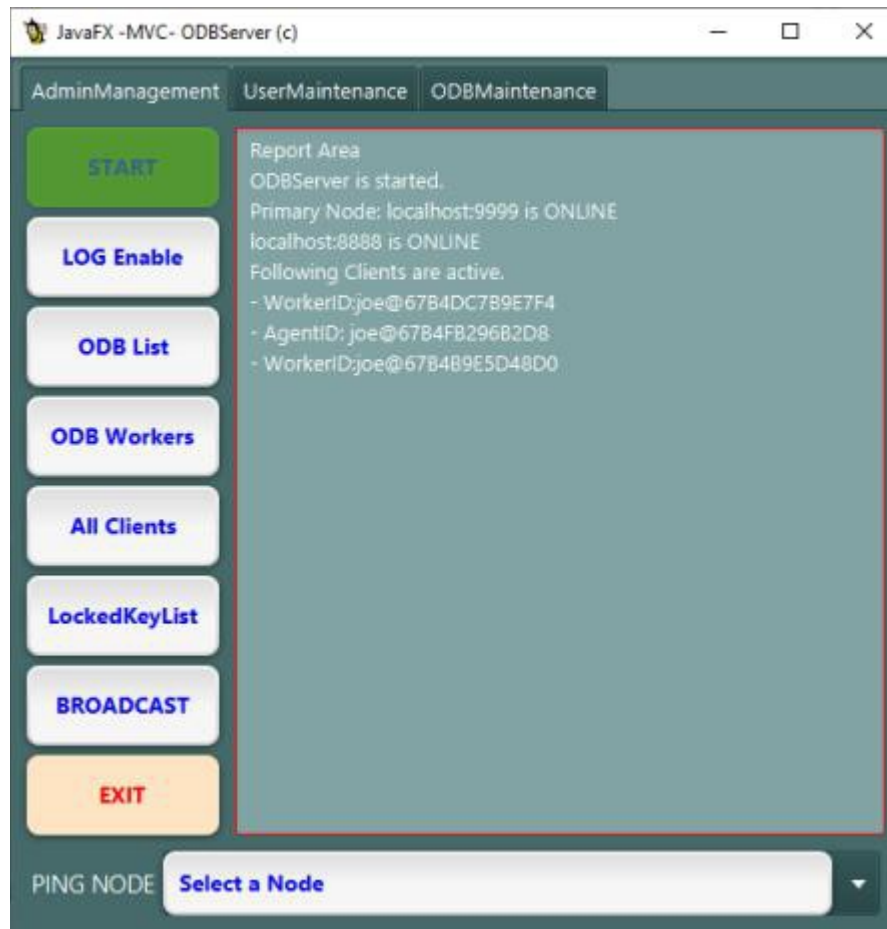 JavaFX -MVC- ODBServer (c)
AdminManagement UserMaintenance ODBMaintenance
START
LOG Enable
ODB List
ODB Workers
All Clients
LockedKeyList
BROADCAST
EXIT
Report Area
ODBServer is started.
Primary Node: localhost:9999 is ONLINE
localhost:8888 is ONLINE
Following Clients are active.
- WorkerID:joe@67B4DC7B9E7F4
- AgentID: joe@67B4FB296B2D8
- WorkerID:joe@67B4B9E5D48D0
PING NODE Select a Node